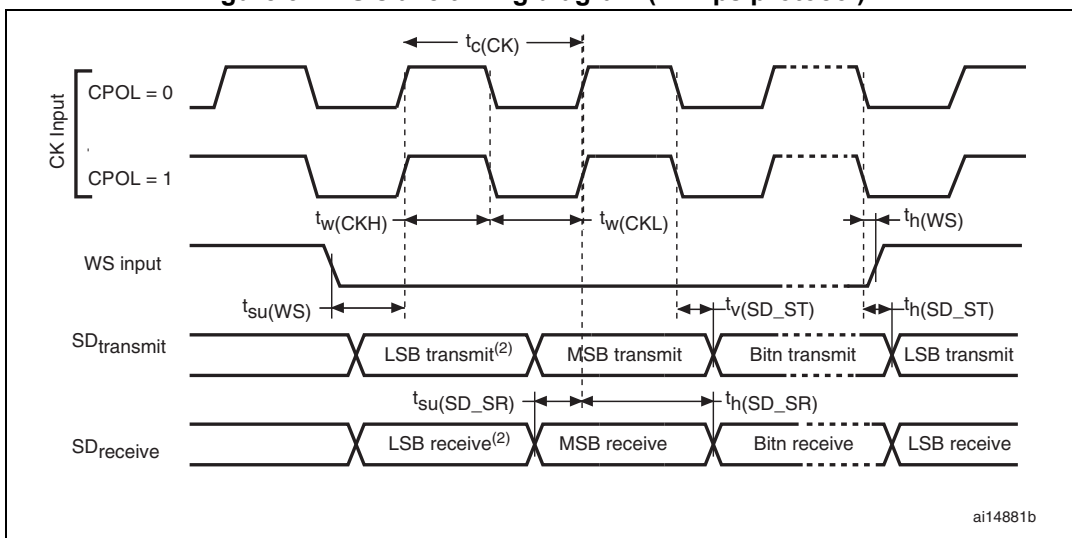 tc(CK)
CK Input
CPOL = 0
CPOL = 1
tw(CKH)
tw(CKL)
th(WS)
WS input
tsu(WS)
tv(SD_ST)
th(SD_ST)
SDtransmit
LSB transmit(2)
MSB transmit
Bitn transmit
LSB transmit
tsu(SD_SR)
th(SD_SR)
SDreceive
LSB receive(2)
MSB receive
Bitn receive
LSB receive
ai14881b